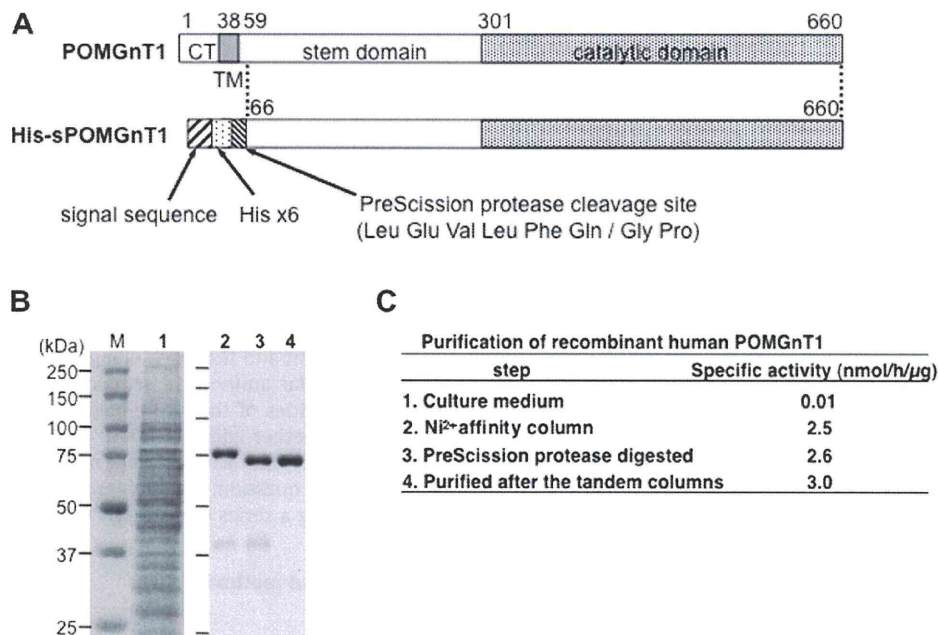 A
1 38 59 301 660
POMGnT1 CT stem domain catalytic domain
TM
66 660
His-sPOMGnT1
signal sequence His x6 PreScission protease cleavage site
(Leu Glu Val Leu Phe Gln / Gly Pro)
B
(kDa) M 1 2 3 4
250
150
100
75
50
37
25
C
Purification of recombinant human POMGnT1
step Specific activity (nmol/h/µg)
1. Culture medium 0.01
2. Ni2+affinity column 2.5
3. PreScission protease digested 2.6
4. Purified after the tandem columns 3.0